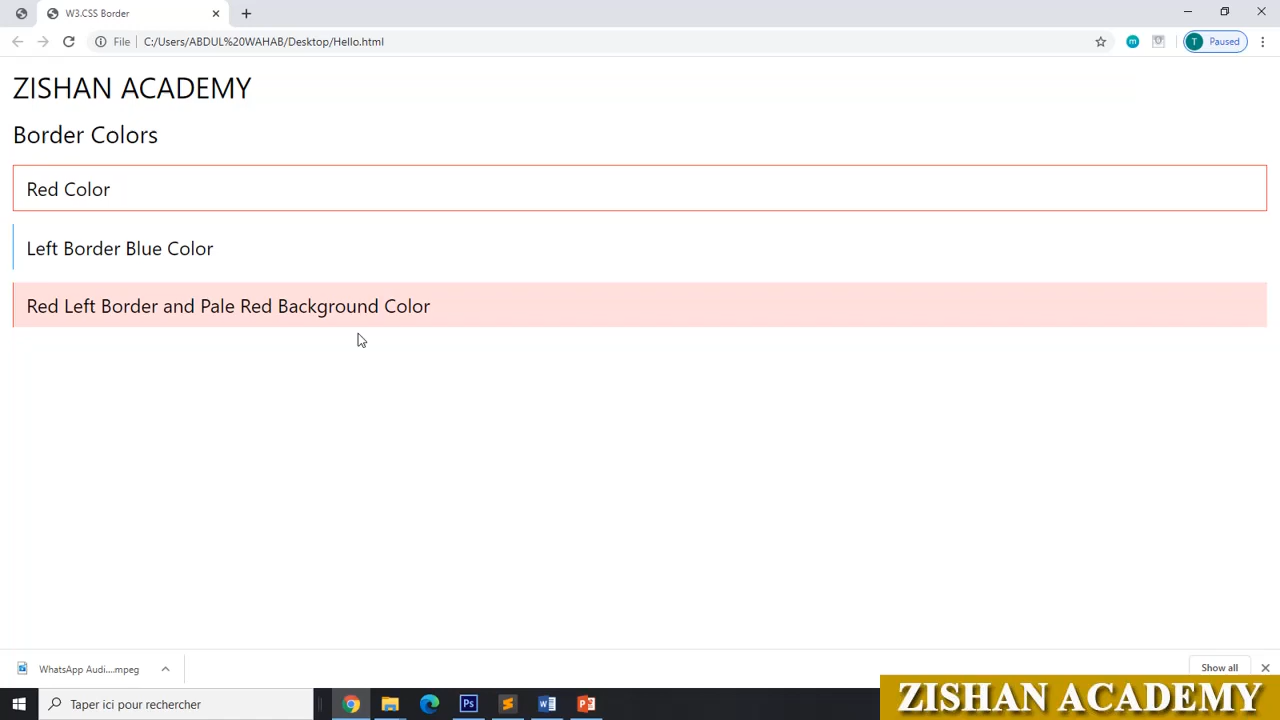 W3.CSS Border
File C:/Users/ABDUL%20WAHAB/Desktop/Hello.html
m
T Paused
ZISHAN ACADEMY
Border Colors
Red Color
Left Border Blue Color
Red Left Border and Pale Red Background Color
WhatsApp Audi....mpeg
Show all
Taper ici pour rechercher
Ps
ZISHAN ACADEMY